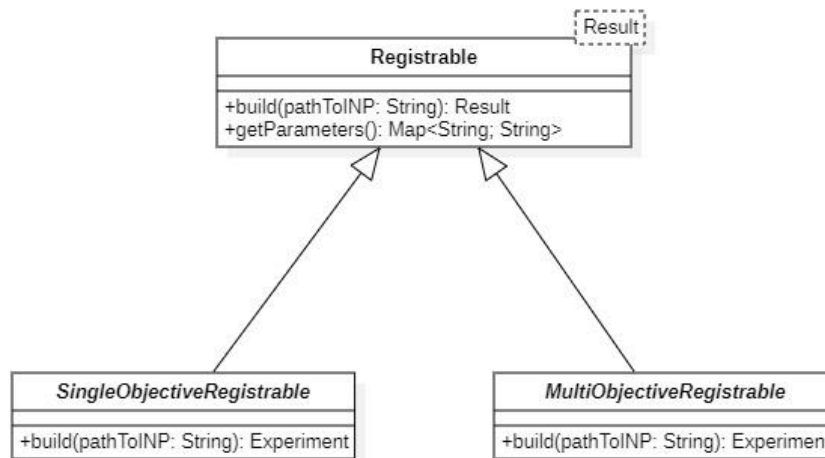 Result
Registrable
+build(pathToINP: String): Result
+getParameters(): Map<String; String>
SingleObjectiveRegistrable
MultiObjectiveRegistrable
+build(pathToINP: String): Experiment
+build(pathToINP: String): Experimen